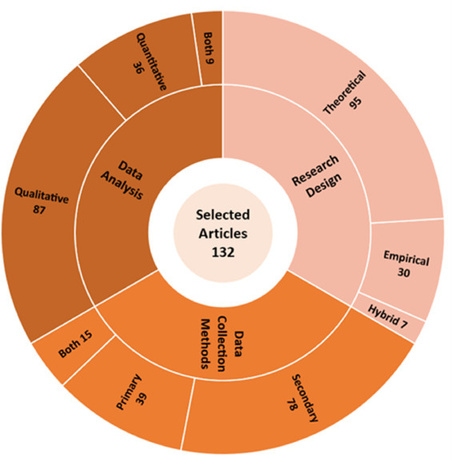 Selected
Articles
132
Research
Design
Theoretical
95
Empirical
30
Hybrid 7
Data
Collection
Methods
Secondary
78
Primary
39
Both 15
Data
Analysis
Qualitative
87
Quantitative
36
Both 9